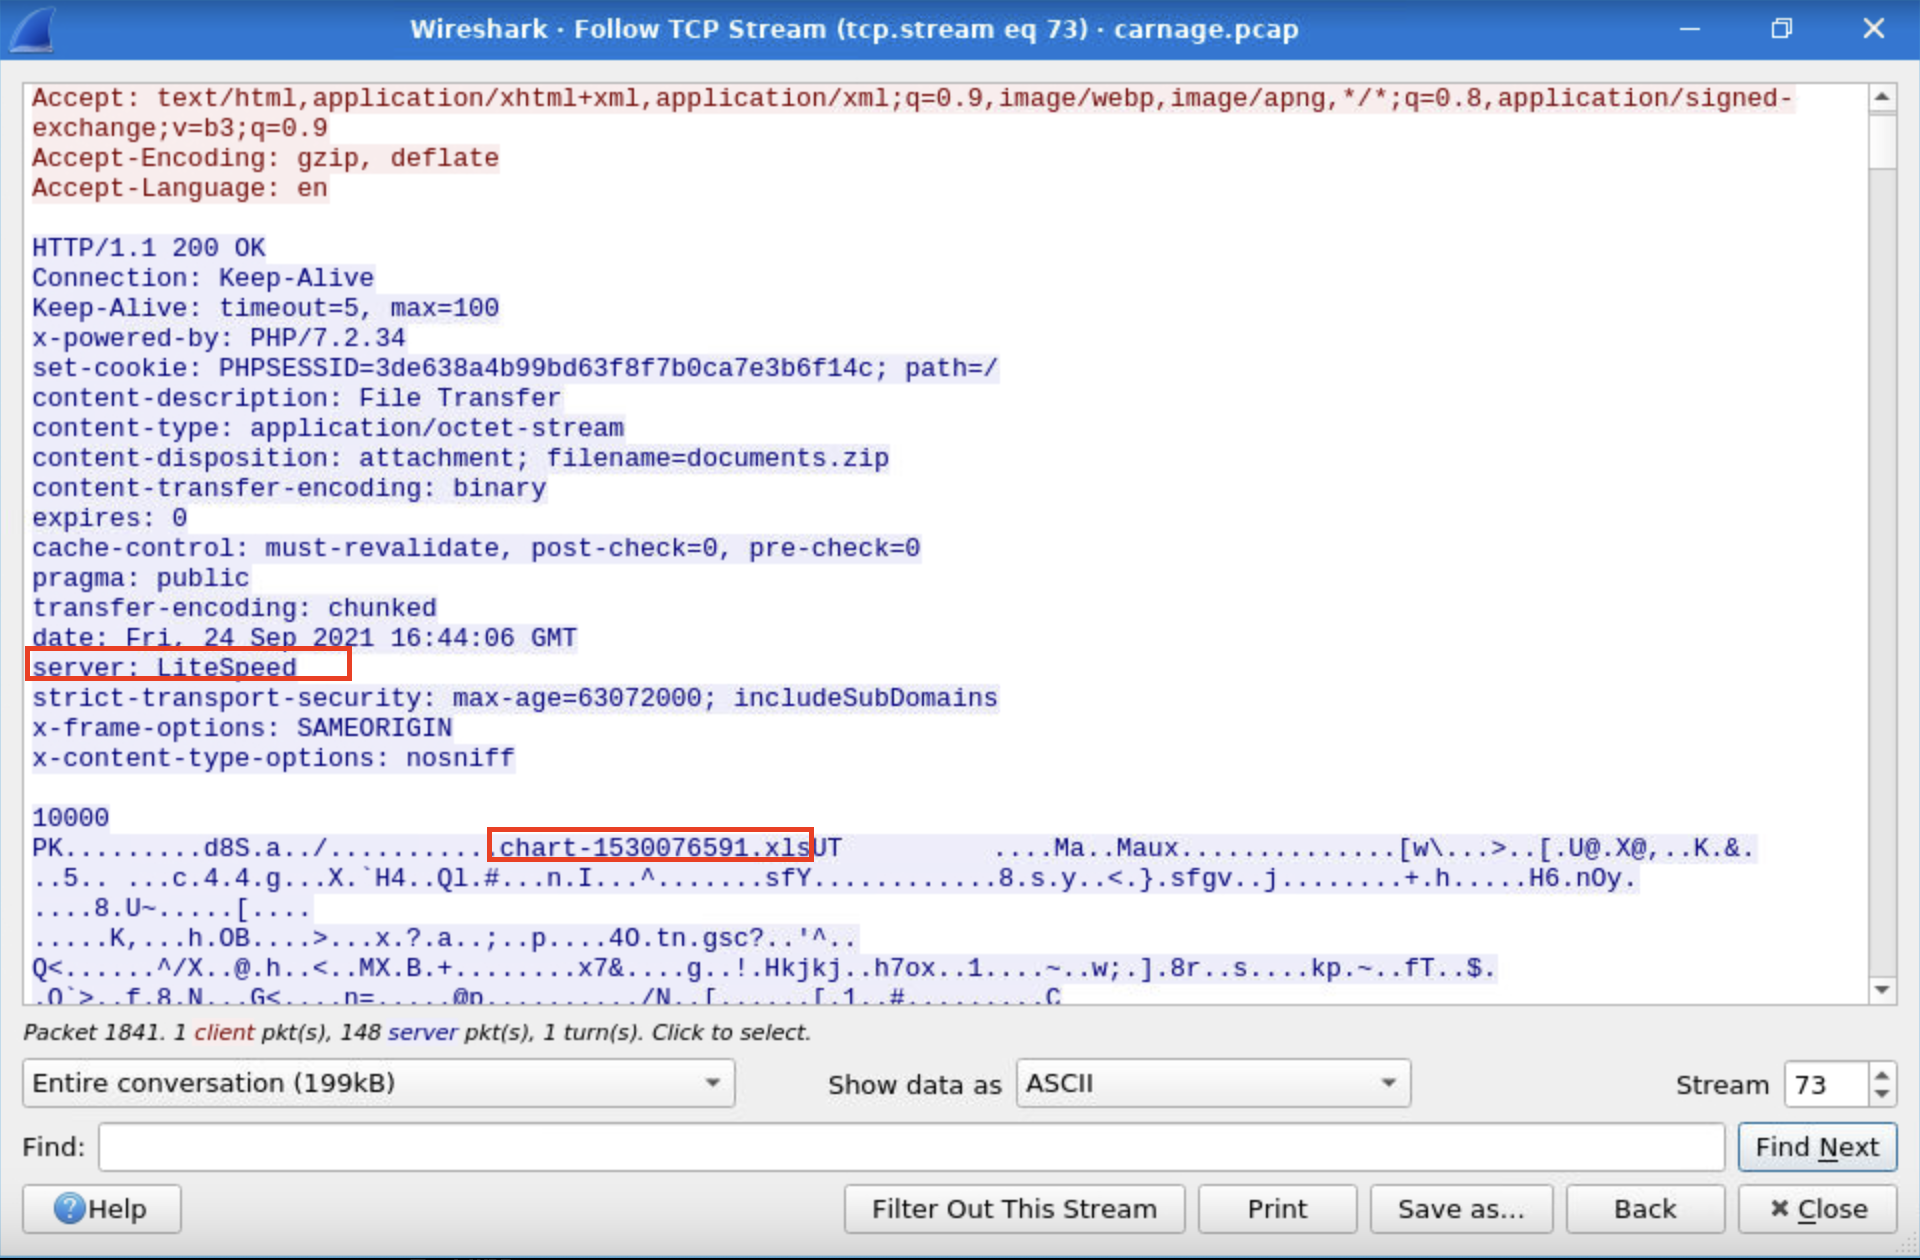 Wireshark · Follow TCP Stream (tcp.stream eq 73) · carnage.pcap
Accept: text/html,application/xhtml+xml,application/xml;q=0.9,image/webp,image/apng,*/*;q=0.8,application/signed-
exchange;v=b3;q=0.9
Accept-Encoding: gzip, deflate
Accept-Language: en
HTTP/1.1 200 OK
Connection: Keep-Alive
Keep-Alive: timeout=5, max=100
x-powered-by: PHP/7.2.34
set-cookie: PHPSESSID=3de638a4b99bd63f8f7b0ca7e3b6f14c; path=/
content-description: File Transfer
content-type: application/octet-stream
content-disposition: attachment; filename=documents.zip
content-transfer-encoding: binary
expires: 0
cache-control: must-revalidate, post-check=0, pre-check=0
pragma: public
transfer-encoding: chunked
date: Fri, 24 Sep 2021 16:44:06 GMT
server: LiteSpeed
strict-transport-security: max-age=63072000; includeSubDomains
x-frame-options: SAMEORIGIN
x-content-type-options: nosniff
10000
PK.........d8S.a../...........chart-1530076591.xlsUT          ....Ma..Maux..............[w\...>..[.U@.X@,..K.&.
..5.. ...c.4.4.g...X.`H4..Ql.#...n.I...^.......sfY............8.s.y..<.}.sfgv..j........+.h.....H6.nOy.
....8.U~.....[....
.....K,...h.OB....>...x.?.a..;..p....4O.tn.gsc?..'^..
Q<......^/X..@.h..<..MX.B.+........x7&....g..!.Hkjkj..h7ox..1....~..w;.].8r..s....kp.~..fT..$.
.O`>..f.8.N...G<....n=.....@p........../N..[......[.1..#.........C
Packet 1841. 1 client pkt(s), 148 server pkt(s), 1 turn(s). Click to select.
Entire conversation (199kB) Show data as ASCII Stream 73
Find: Find Next
Help Filter Out This Stream Print Save as... Back Close